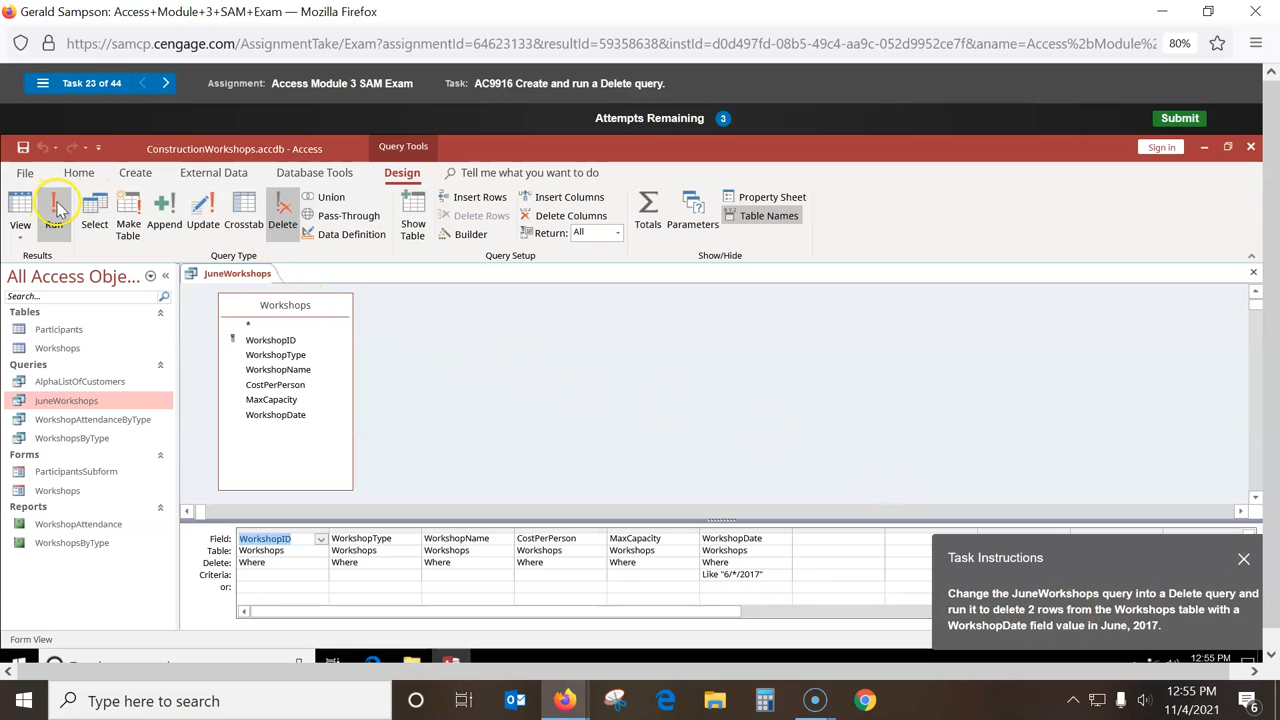 Gerald Sampson: Access+Module+3+SAM+Exam — Mozilla Firefox
https://samcp.cengage.com/AssignmentTake/Exam?assignmentId=64623133&resultId=59358638&instId=d0d497fd-08b5-49c4-aa9c-052d9952ce7f&aname=Access%2bModule%
80%
Task 23 of 44
Assignment: Access Module 3 SAM Exam
Task: AC9916 Create and run a Delete query.
Attempts Remaining 3
Submit
ConstructionWorkshops.accdb - Access
Query Tools
Sign in
File Home Create External Data Database Tools Design Tell me what you want to do
View Run Select Make Table Append Update Crosstab Delete
Union
Pass-Through
Data Definition
Show Table
Insert Rows
Delete Rows
Builder
Insert Columns
Delete Columns
Return: All
Totals Parameters
Property Sheet
Table Names
Results Query Type Query Setup Show/Hide
All Access Obje...
Search...
Tables
Participants
Workshops
Queries
AlphaListOfCustomers
JuneWorkshops
WorkshopAttendanceByType
WorkshopsByType
Forms
ParticipantsSubform
Workshops
Reports
WorkshopAttendance
WorkshopsByType
JuneWorkshops
Workshops
*
WorkshopID
WorkshopType
WorkshopName
CostPerPerson
MaxCapacity
WorkshopDate
Field: WorkshopID WorkshopType WorkshopName CostPerPerson MaxCapacity WorkshopDate
Table: Workshops Workshops Workshops Workshops Workshops Workshops
Delete: Where Where Where Where Where Where
Criteria: Like "6/*/2017"
or:
Task Instructions
Change the JuneWorkshops query into a Delete query and
run it to delete 2 rows from the Workshops table with a
WorkshopDate field value in June, 2017.
Form View
12:55 PM
Type here to search
12:55 PM
11/4/2021
6